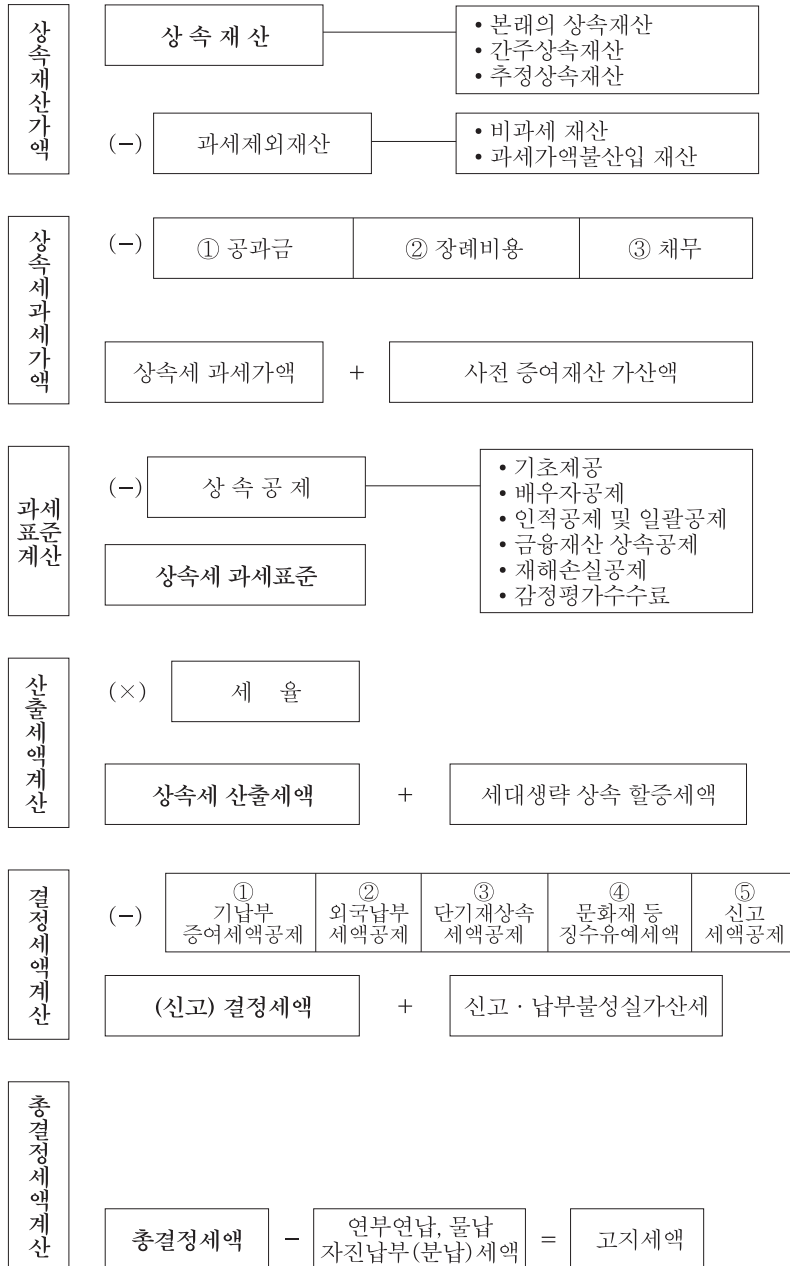 상속재산가액
상 속 재 산
• 본래의 상속재산
• 간주상속재산
• 추정상속재산
(−)
과세제외재산
• 비과세 재산
• 과세가액불산입 재산
상속세과세가액
(−)
① 공과금
② 장례비용
③ 채무
상속세 과세가액
+
사전 증여재산 가산액
과세
표준
계산
(−)
상 속 공 제
• 기초제공
• 배우자공제
• 인적공제 및 일괄공제
• 금융재산 상속공제
• 재해손실공제
• 감정평가수수료
상속세 과세표준
산출세액계산
(×)
세 율
상속세 산출세액
+
세대생략 상속 할증세액
결정세액계산
(−)
①
기납부
증여세액공제
②
외국납부
세액공제
③
단기재상속
세액공제
④
문화재 등
징수유예세액
⑤
신고
세액공제
(신고) 결정세액
+
신고 · 납부불성실가산세
총결정세액계산
총결정세액
−
연부연납, 물납
자진납부(분납)세액
=
고지세액